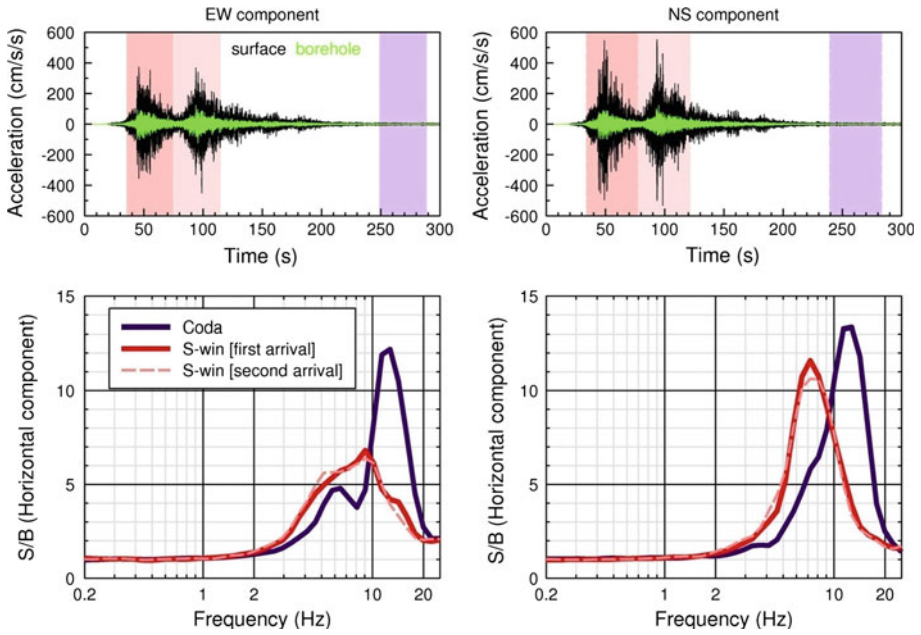 EW component
NS component
Acceleration (cm/s/s)
600
400
200
0
-200
-400
-600
surface borehole
0 50 100 150 200 250 300
Time (s)
Acceleration (cm/s/s)
600
400
200
0
-200
-400
-600
0 50 100 150 200 250 300
Time (s)
S/B (Horizontal component)
15
10
5
0
Coda
S-win [first arrival]
S-win [second arrival]
0.2 1 2 10 20
Frequency (Hz)
S/B (Horizontal component)
15
10
5
0
0.2 1 2 10 20
Frequency (Hz)